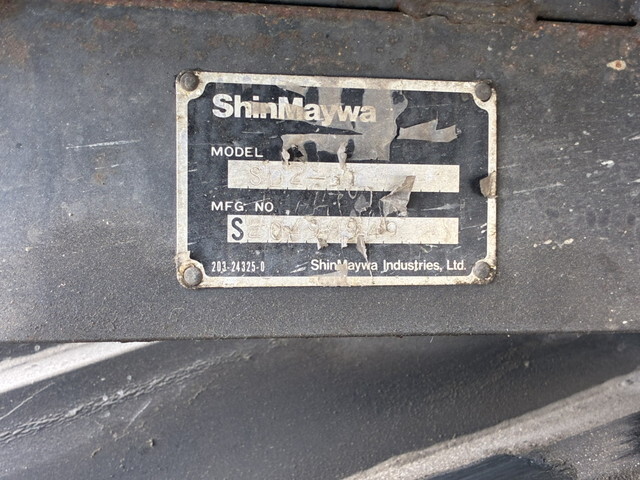 ShinMaywa
MODEL
MFG. NO.
S
203-24325-0 ShinMaywa Industries, Ltd.